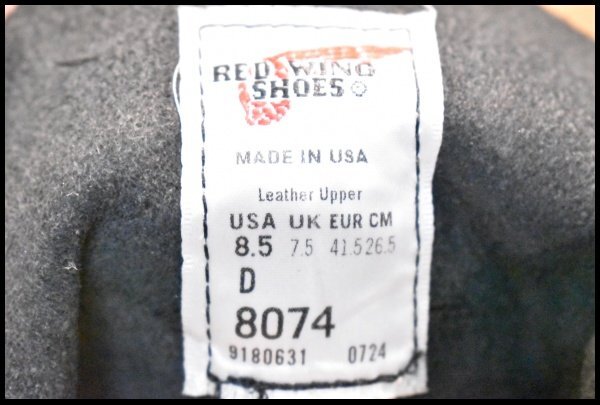 RED WING
SHOES
MADE IN USA
Leather Upper
USA UK EUR CM
8.5 7.5 41.5 26.5
D
8074
9180631 0724